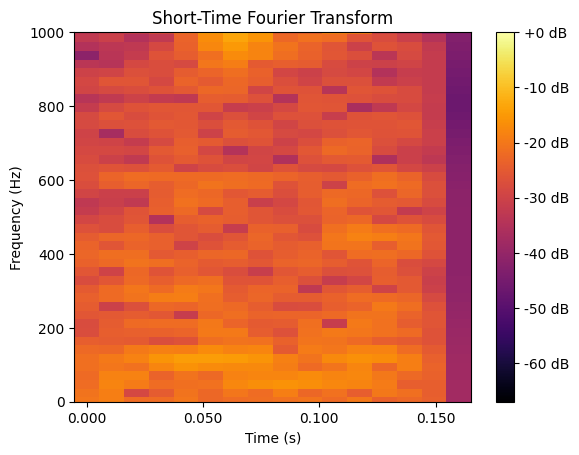 Short-Time Fourier Transform
1000
800
600
400
200
0
Frequency (Hz)
0.000
0.050
0.100
0.150
Time (s)
+0 dB
-10 dB
-20 dB
-30 dB
-40 dB
-50 dB
-60 dB